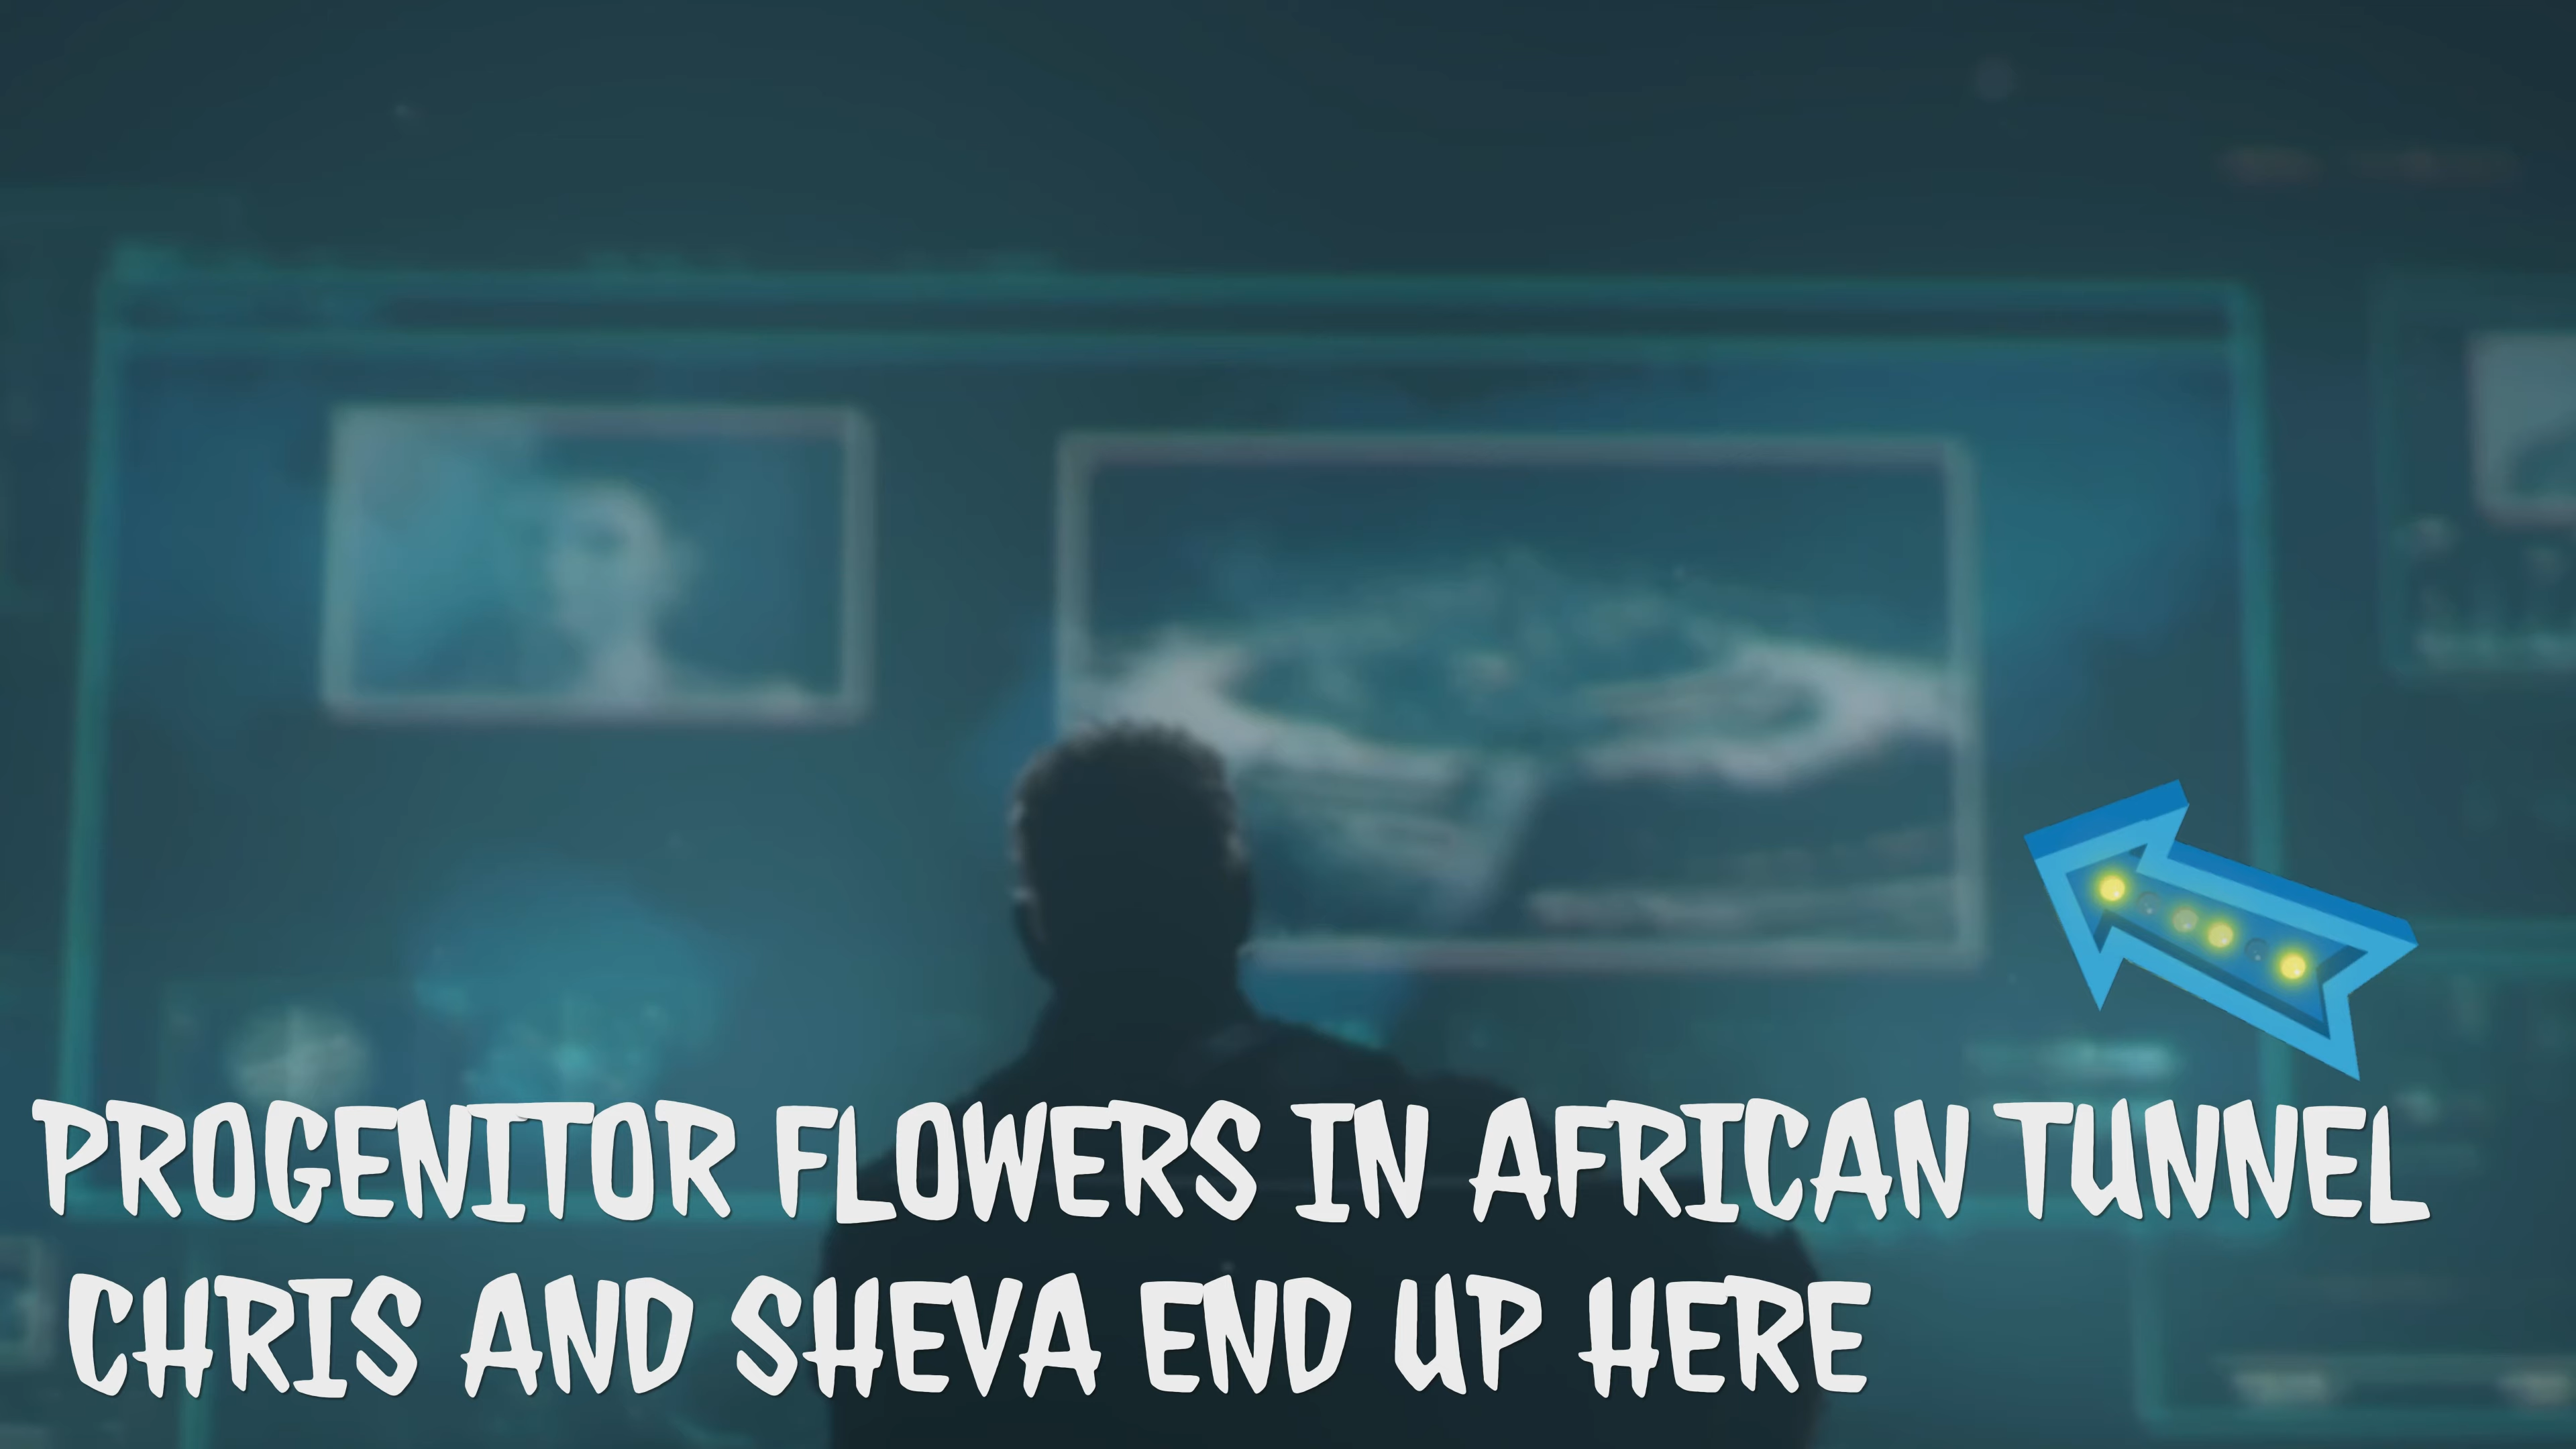 PROGENITOR FLOWERS IN AFRICAN TUNNEL
CHRIS AND SHEVA END UP HERE